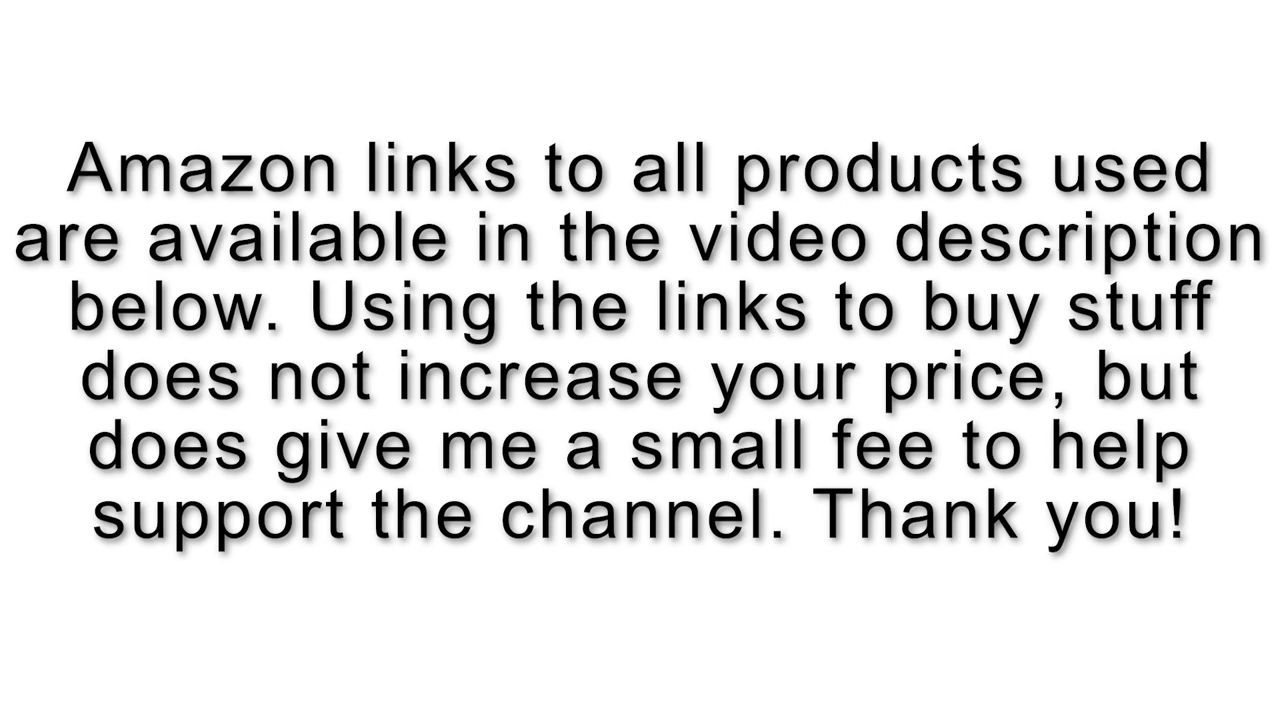 Amazon links to all products used
are available in the video description
below. Using the links to buy stuff
does not increase your price, but
does give me a small fee to help
support the channel. Thank you!